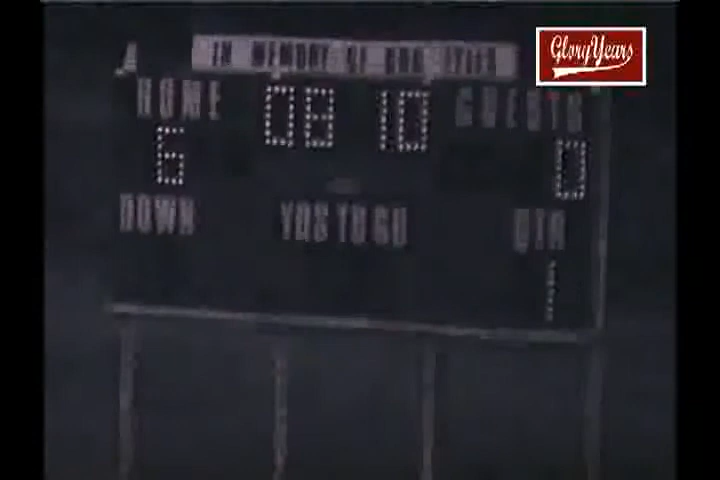 Glory Years
IN MEMORY OF
HOME 08 10 GUESTS
6 0
DOWN YDS TO GO QTR
1